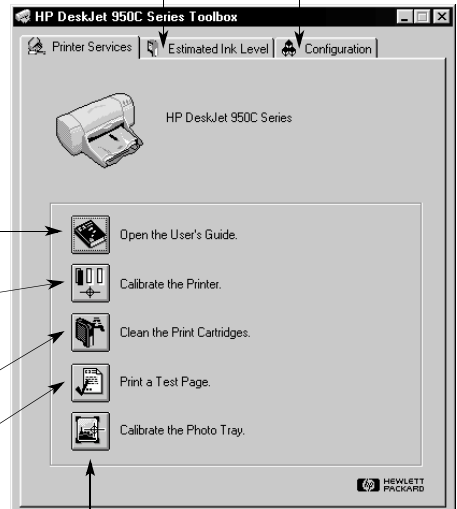 HP DeskJet 950C Series Toolbox
Printer Services
Estimated Ink Level
Configuration
HP DeskJet 950C Series
Open the User's Guide.
Calibrate the Printer.
Clean the Print Cartridges.
Print a Test Page.
Calibrate the Photo Tray.
hp HEWLETT
PACKARD